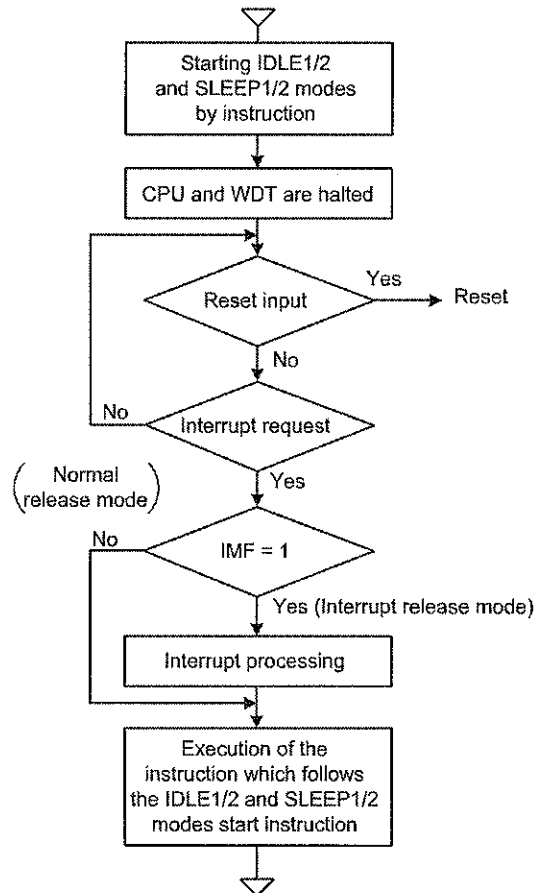 Starting IDLE1/2
and SLEEP1/2 modes
by instruction
CPU and WDT are halted
Reset input
Yes
Reset
No
Interrupt request
No
Yes
(Normal
release mode)
IMF = 1
No
Yes (Interrupt release mode)
Interrupt processing
Execution of the
instruction which follows
the IDLE1/2 and SLEEP1/2
modes start instruction